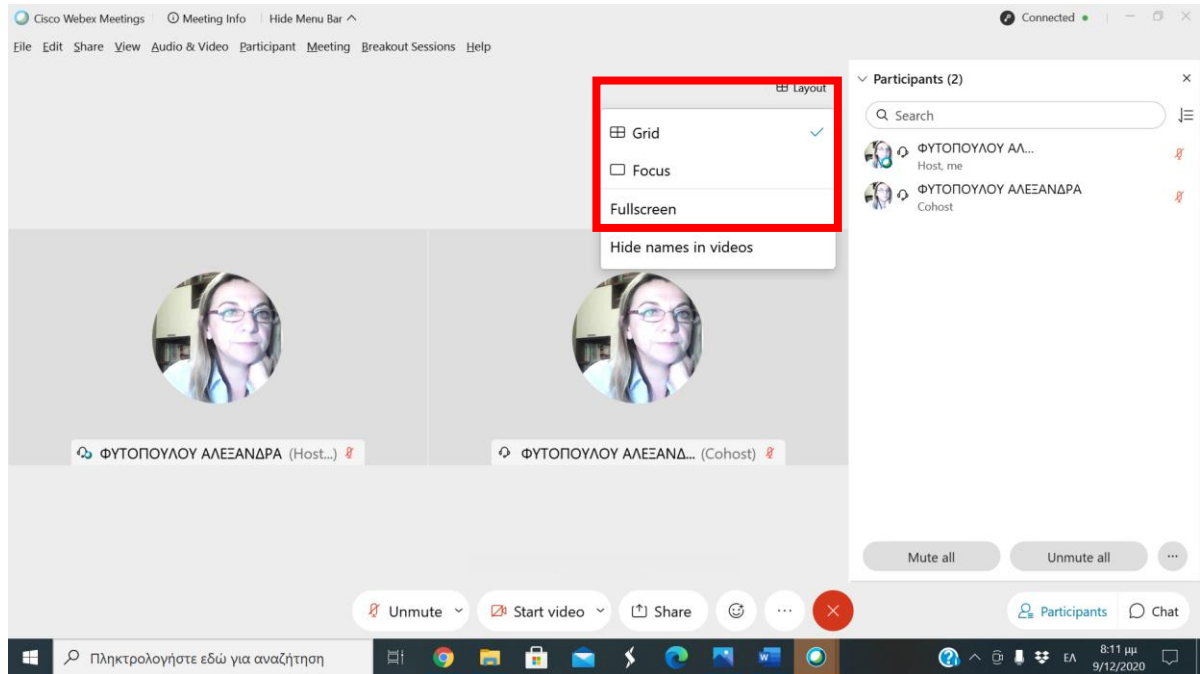 Cisco Webex Meetings
Meeting Info
Hide Menu Bar
Connected
File Edit Share View Audio & Video Participant Meeting Breakout Sessions Help
Layout
Grid
Focus
Fullscreen
Hide names in videos
ΦΥΤΟΠΟΥΛΟΥ ΑΛΕΞΑΝΔΡΑ (Host...)
ΦΥΤΟΠΟΥΛΟΥ ΑΛΕΞΑΝΔ... (Cohost)
Participants (2)
Search
ΦΥΤΟΠΟΥΛΟΥ ΑΛ...
Host, me
ΦΥΤΟΠΟΥΛΟΥ ΑΛΕΞΑΝΔΡΑ
Cohost
Mute all
Unmute all
Unmute
Start video
Share
Participants
Chat
Πληκτρολογήστε εδώ για αναζήτηση
ΕΛ
8:11 μμ
9/12/2020